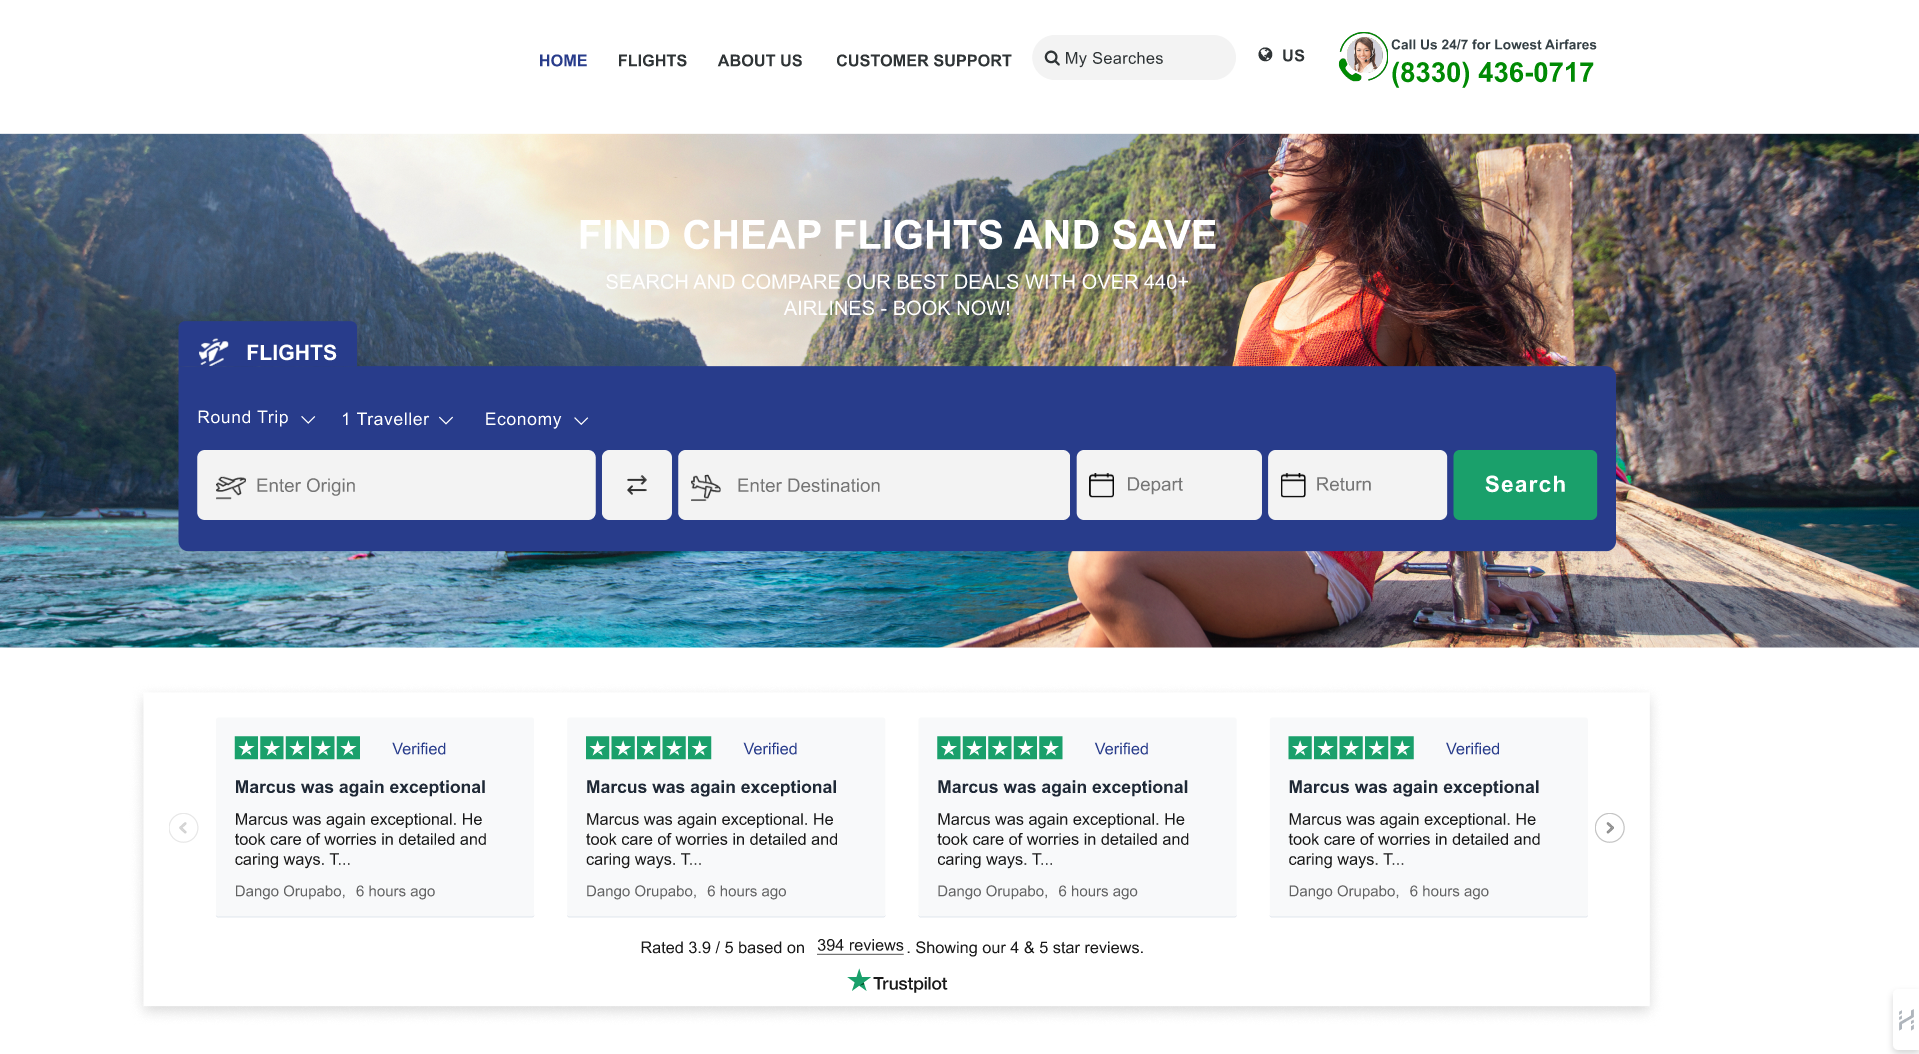 HOME FLIGHTS ABOUT US CUSTOMER SUPPORT My Searches US
Call Us 24/7 for Lowest Airfares
(8330) 436-0717
FIND CHEAP FLIGHTS AND SAVE
SEARCH AND COMPARE OUR BEST DEALS WITH OVER 440+
AIRLINES - BOOK NOW!
FLIGHTS
Round Trip 1 Traveller Economy
Enter Origin Enter Destination Depart Return Search
Verified
Marcus was again exceptional
Marcus was again exceptional. He
took care of worries in detailed and
caring ways. T...
Dango Orupabo, 6 hours ago
Verified
Marcus was again exceptional
Marcus was again exceptional. He
took care of worries in detailed and
caring ways. T...
Dango Orupabo, 6 hours ago
Verified
Marcus was again exceptional
Marcus was again exceptional. He
took care of worries in detailed and
caring ways. T...
Dango Orupabo, 6 hours ago
Verified
Marcus was again exceptional
Marcus was again exceptional. He
took care of worries in detailed and
caring ways. T...
Dango Orupabo, 6 hours ago
Rated 3.9 / 5 based on 394 reviews . Showing our 4 & 5 star reviews.
Trustpilot